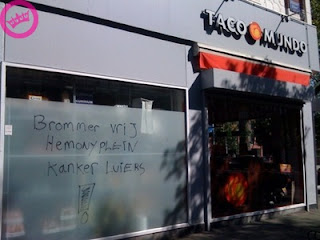 TACO MUNDO
Brommer vrij
HEMONYPLEIN
KANKER LUIERS